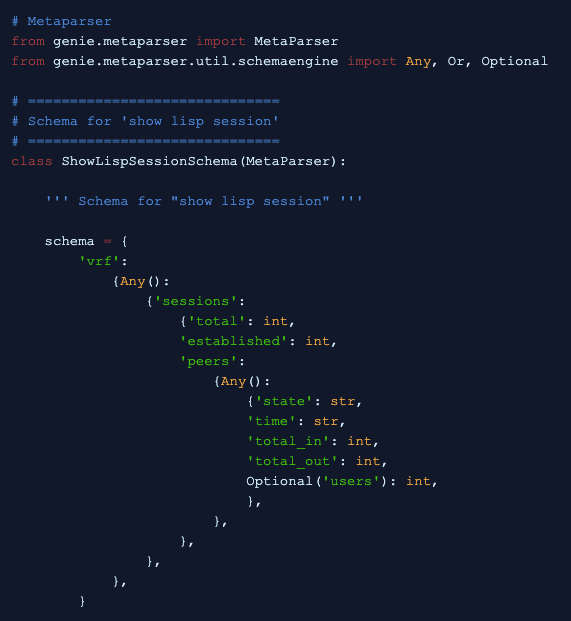 # Metaparser
from genie.metaparser import MetaParser
from genie.metaparser.util.schemaengine import Any, Or, Optional

# ==============================
# Schema for 'show lisp session'
# ==============================
class ShowLispSessionSchema(MetaParser):

    ''' Schema for "show lisp session" '''

    schema = {
        'vrf':
            {Any():
                {'sessions':
                    {'total': int,
                    'established': int,
                    'peers':
                        {Any():
                            {'state': str,
                            'time': str,
                            'total_in': int,
                            'total_out': int,
                            Optional('users'): int,
                            },
                        },
                    },
                },
            },
        }